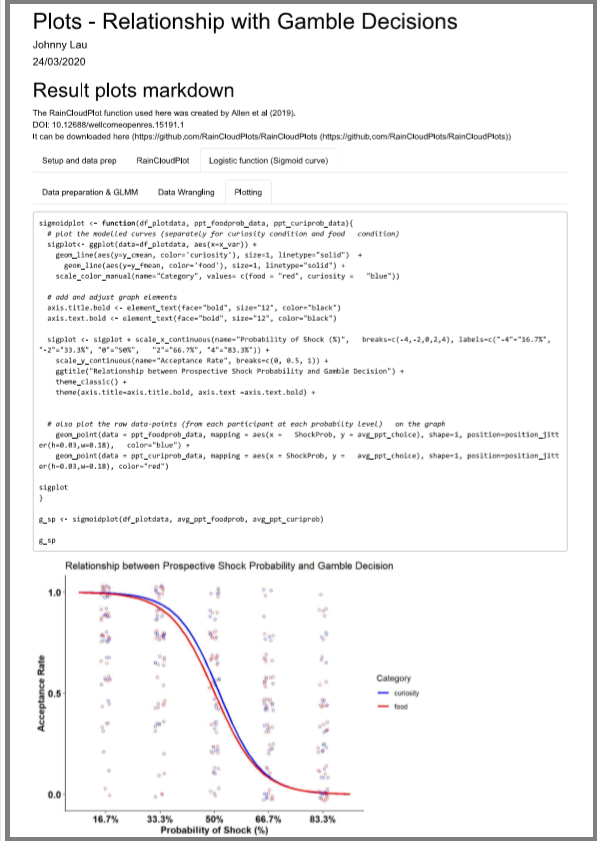 Plots - Relationship with Gamble Decisions
Johnny Lau
24/03/2020
Result plots markdown
The RainCloudPlot function used here was created by Allen et al (2019).
DOI: 10.12688/wellcomeopenres.15191.1
It can be downloaded here (https://github.com/RainCloudPlots/RainCloudPlots (https://github.com/RainCloudPlots/RainCloudPlots))
Setup and data prep RainCloudPlot Logistic function (Sigmoid curve)
Data preparation & GLMM Data Wrangling Plotting
sigmoidplot <- function(df_plotdata, ppt_foodprob_data, ppt_curiprob_data){
# plot the modelled curves (separately for curiosity condition and food condition)
sigplot<- ggplot(data=df_plotdata, aes(x=x_var)) +
geom_line(aes(y=y_cmean, color='curiosity'), size=1, linetype="solid") +
geom_line(aes(y=y_fmean, color='food'), size=1, linetype="solid") +
scale_color_manual(name="Category", values= c(food = "red", curiosity = "blue"))
# add and adjust graph elements
axis.title.bold <- element_text(face="bold", size="12", color="black")
axis.text.bold <- element_text(face="bold", size="12", color="black")
sigplot <- sigplot + scale_x_continuous(name="Probability of Shock (%)", breaks=c(-4,-2,0,2,4), labels=c("-4"="16.7%",
"-2"="33.3%", "0"="50%", "2"="66.7%", "4"="83.3%")) +
scale_y_continuous(name="Acceptance Rate", breaks=c(0, 0.5, 1)) +
ggtitle("Relationship between Prospective Shock Probability and Gamble Decision") +
theme_classic() +
theme(axis.title=axis.title.bold, axis.text =axis.text.bold) +
# also plot the raw data-points (from each participant at each probability level) on the graph
geom_point(data = ppt_foodprob_data, mapping = aes(x = ShockProb, y = avg_ppt_choice), shape=1, position=position_jitt
er(h=0.03,w=0.18), color="blue") +
geom_point(data = ppt_curiprob_data, mapping = aes(x = ShockProb, y = avg_ppt_choice), shape=1, position=position_jitt
er(h=0.03,w=0.18), color="red")
sigplot
}
g_sp <- sigmoidplot(df_plotdata, avg_ppt_foodprob, avg_ppt_curiprob)
g_sp
Relationship between Prospective Shock Probability and Gamble Decision
1.0
0.5
0.0
Acceptance Rate
Category
curiosity
food
16.7% 33.3% 50% 66.7% 83.3%
Probability of Shock (%)